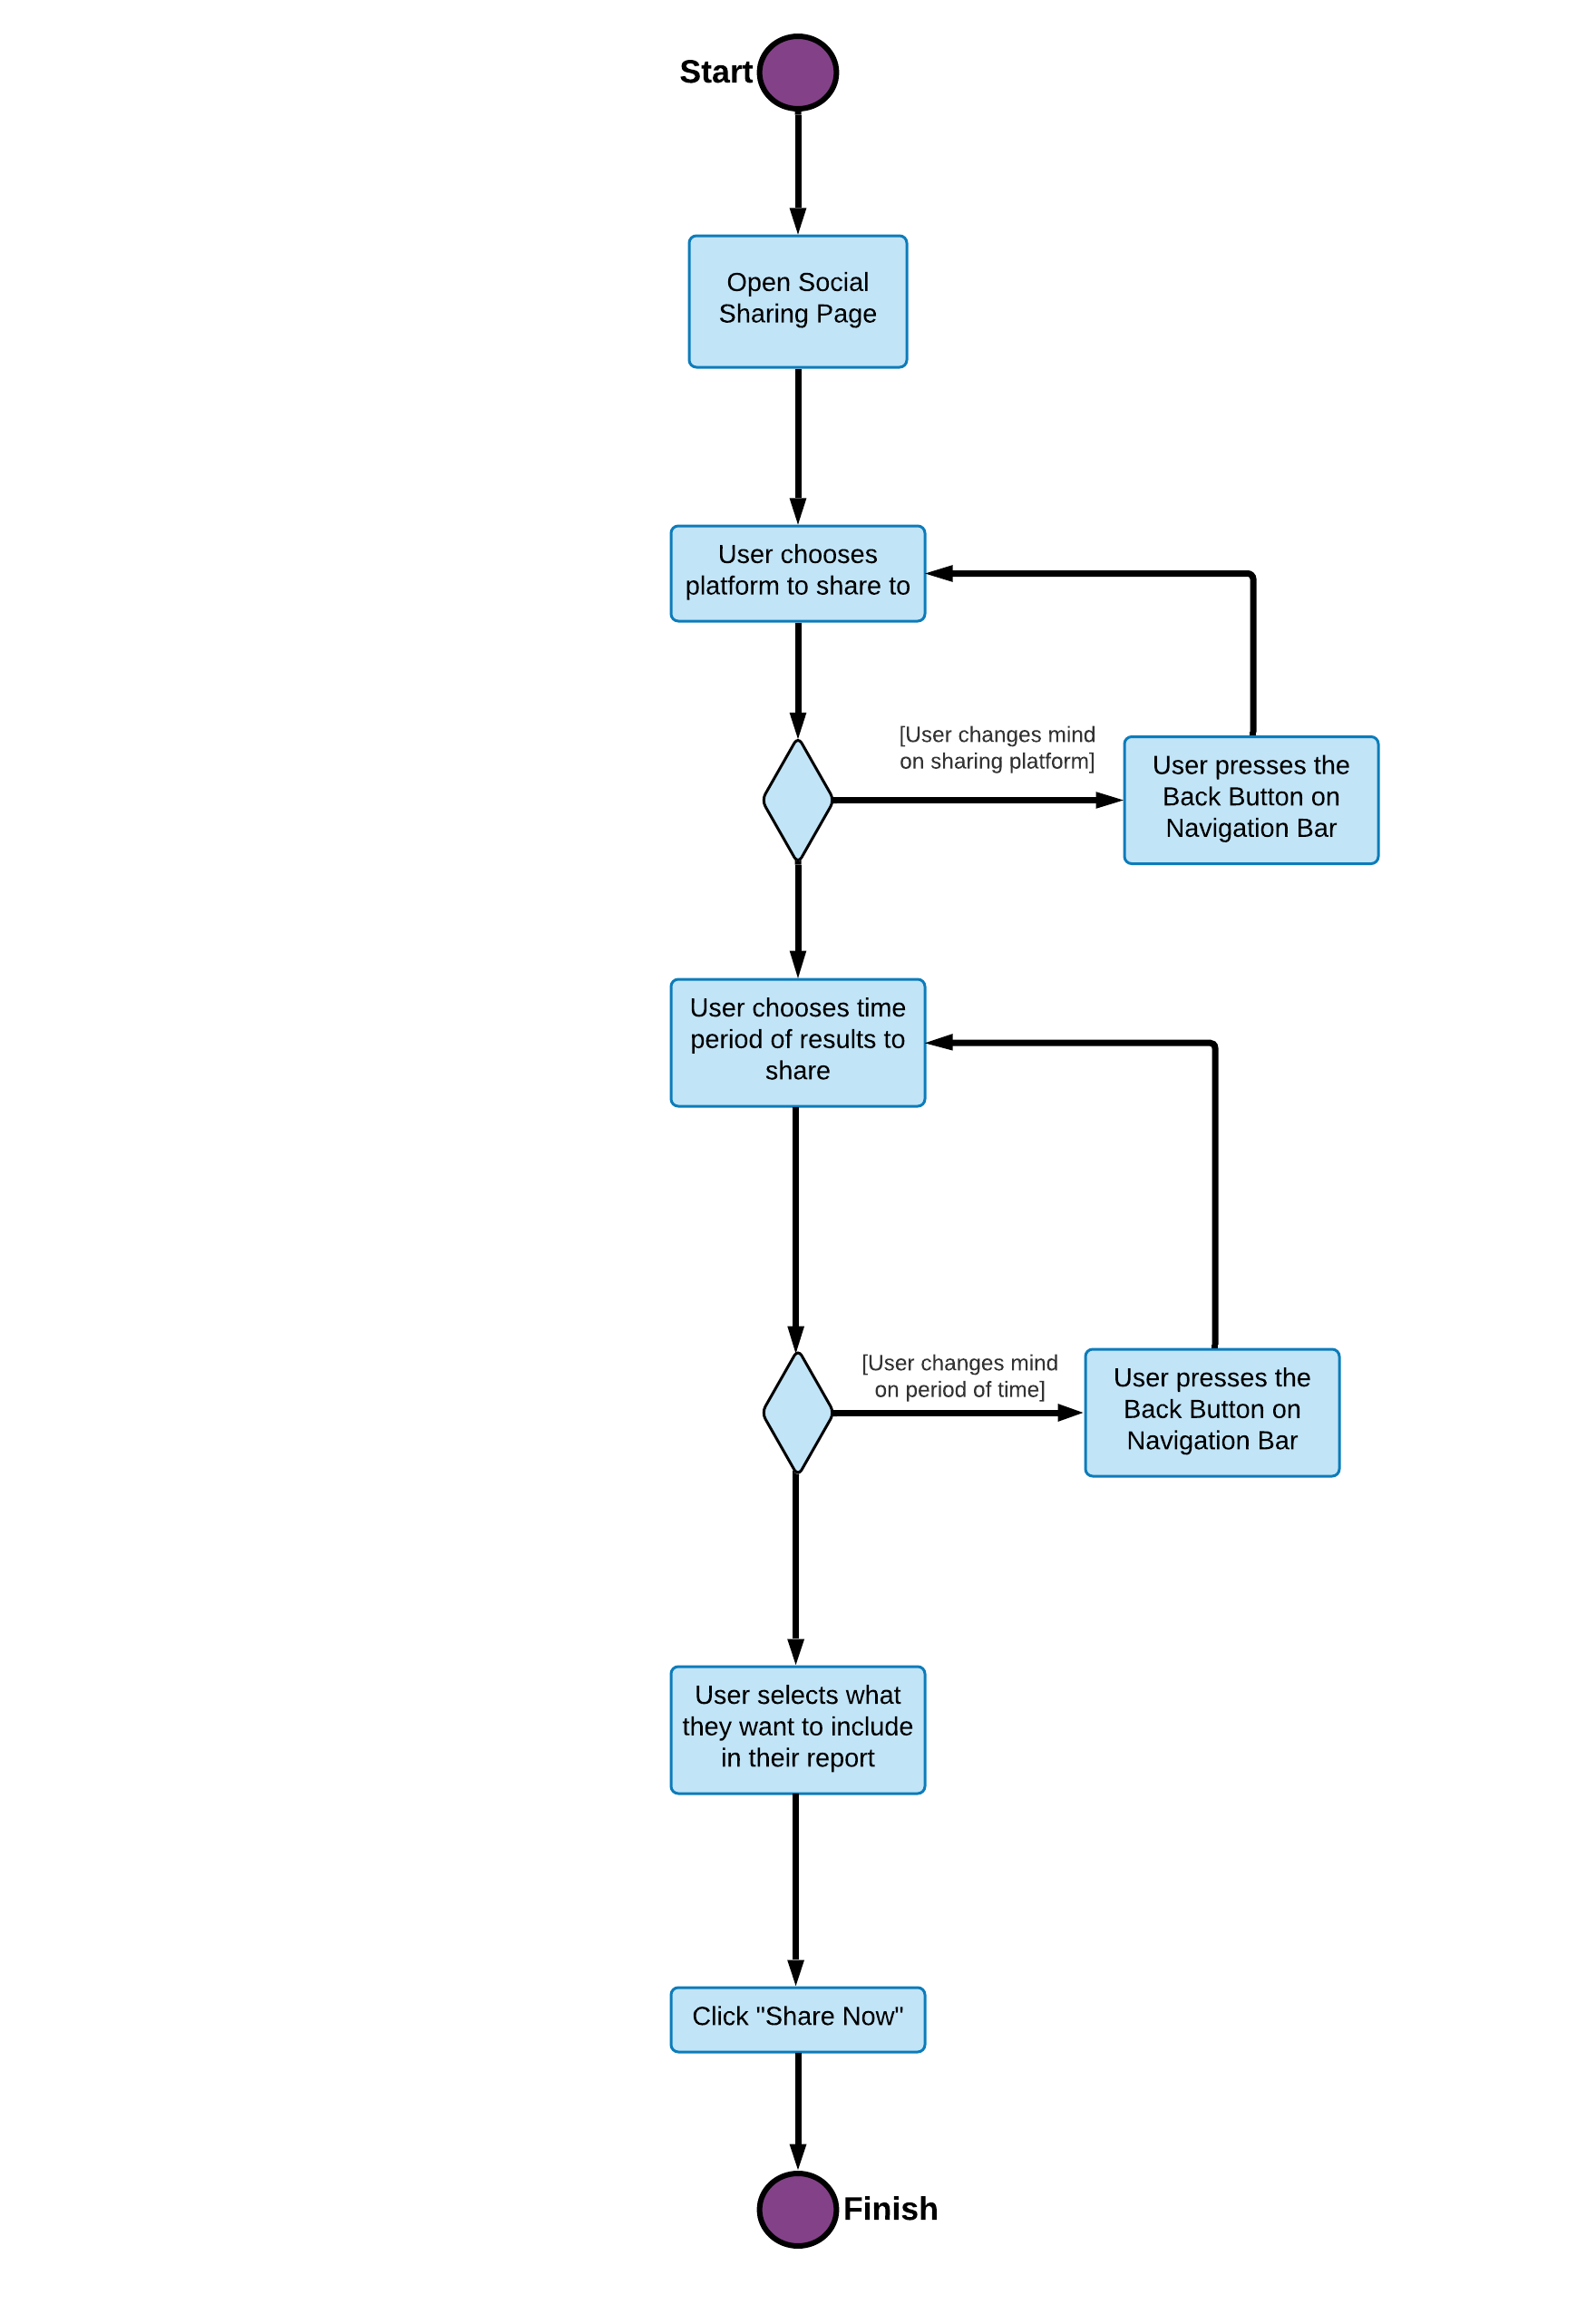 Start
Open Social
Sharing Page
User chooses
platform to share to
[User changes mind
on sharing platform]
User presses the
Back Button on
Navigation Bar
User chooses time
period of results to
share
[User changes mind
on period of time]
User presses the
Back Button on
Navigation Bar
User selects what
they want to include
in their report
Click "Share Now"
Finish